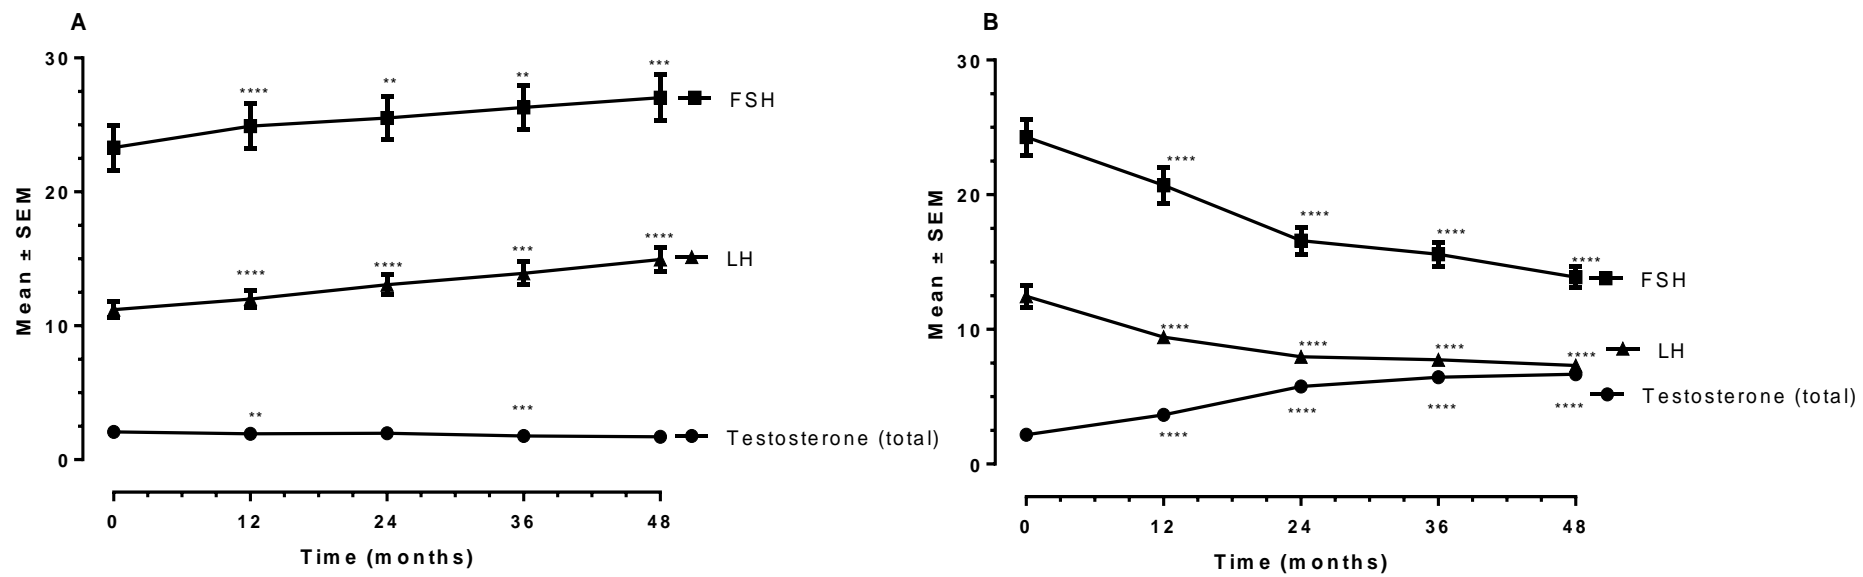 A
30
20
10
0
Mean ± SEM
****
**
**
***
FSH
****
****
***
****
LH
**
***
Testosterone (total)
0 12 24 36 48
Time (months)
B
30
20
10
0
Mean ± SEM
****
****
****
****
FSH
****
****
****
****
LH
****
****
****
****
Testosterone (total)
0 12 24 36 48
Time (months)